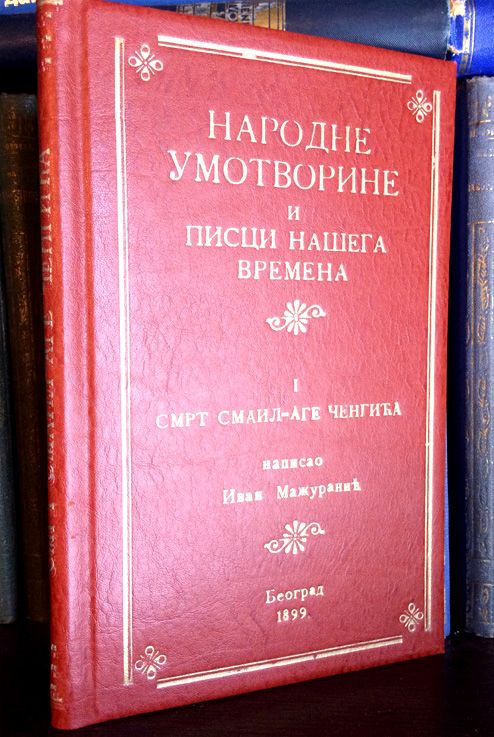 НАРОДНЕ
УМОТВОРИНЕ
и
ПИСЦИ НАШЕГА
ВРЕМЕНА
I
СМРТ СМАИЛ-АГЕ ЧЕНГИЋА
написао
Иван Мажуранић
Београд
1899.